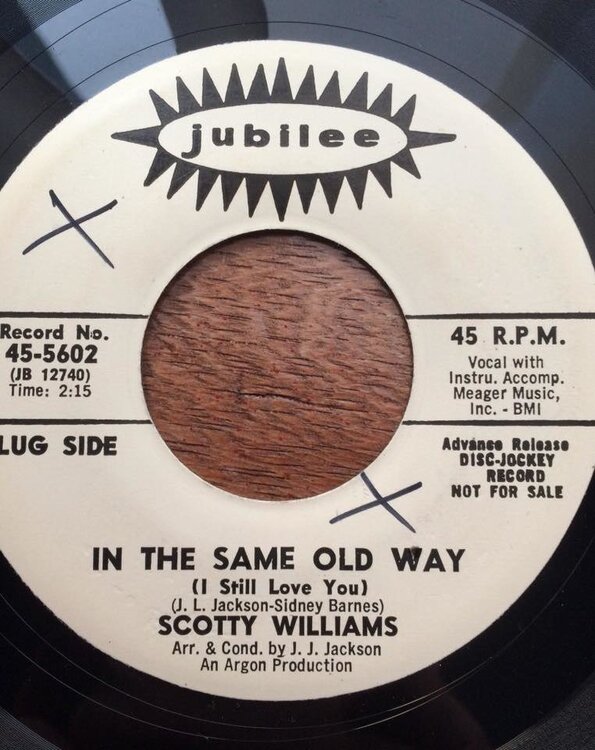 jubilee
Record No.
45-5602
(JB 12740)
Time: 2:15
LUG SIDE
45 R.P.M.
Vocal with
Instru. Accomp.
Meager Music,
Inc. - BMI
Advance Release
DISC-JOCKEY
RECORD
NOT FOR SALE
IN THE SAME OLD WAY
(I Still Love You)
(J. L. Jackson-Sidney Barnes)
SCOTTY WILLIAMS
Arr. & Cond. by J. J. Jackson
An Argon Production